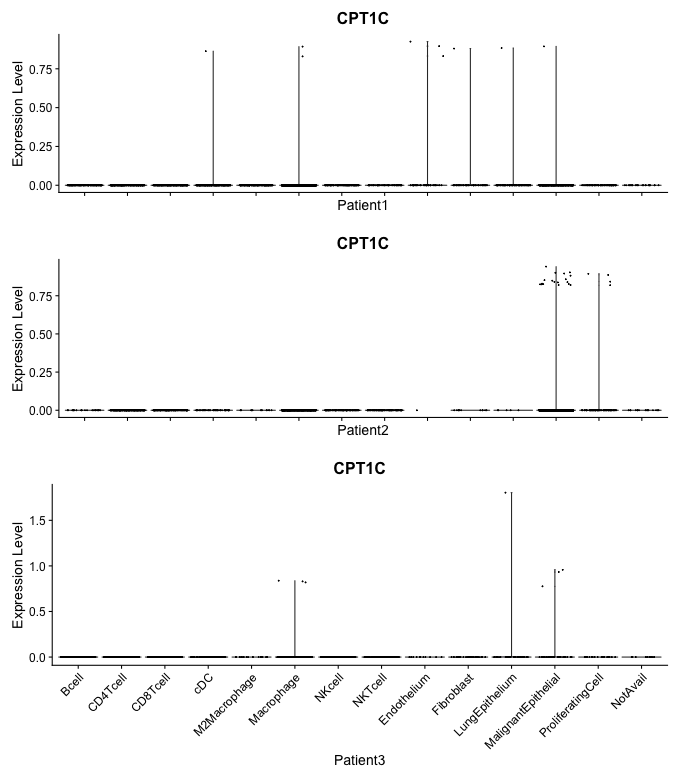 CPT1C
Expression Level
0.75
0.50
0.25
0.00
Patient1
CPT1C
Expression Level
0.75
0.50
0.25
0.00
Patient2
CPT1C
Expression Level
1.5
1.0
0.5
0.0
Bcell
CD4Tcell
CD8Tcell
cDC
M2Macrophage
Macrophage
NKcell
NKTcell
Endothelium
Fibroblast
LungEpithelium
MalignantEpithelial
ProliferatingCell
NotAvail
Patient3